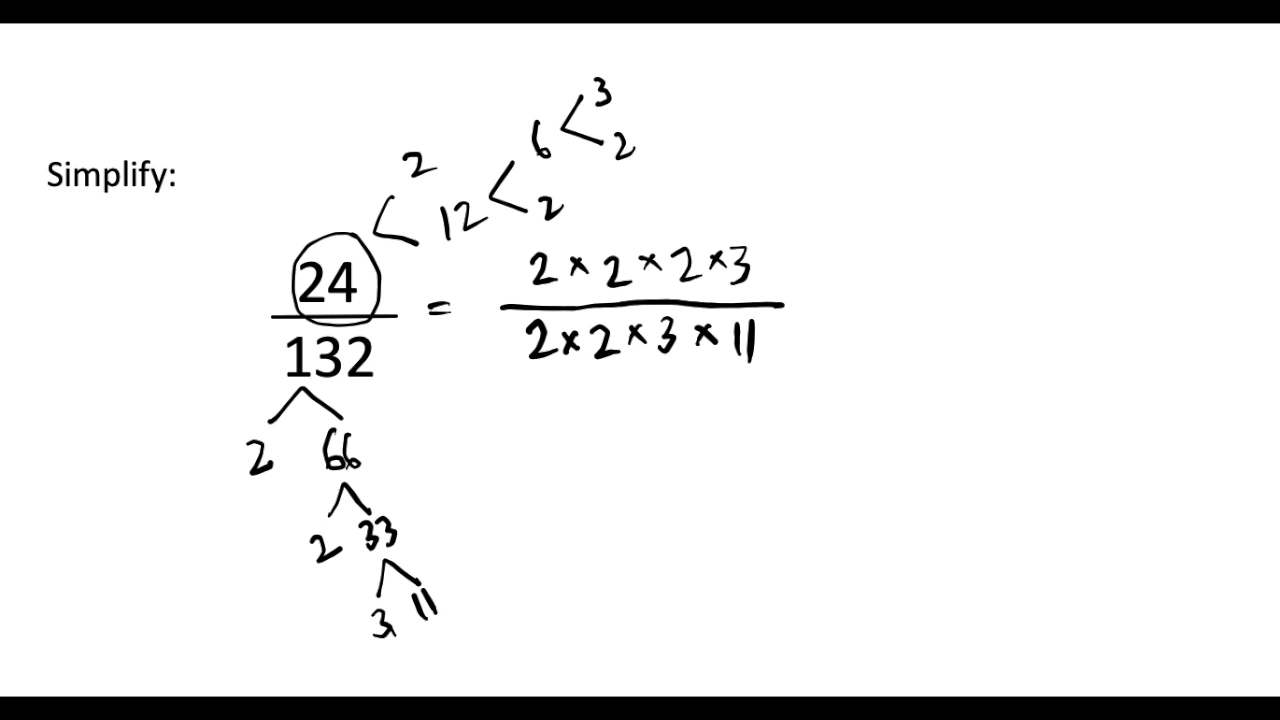 3
6 2
2
Simplify:
12 2
24 = 2 × 2 × 2 × 3
132 2 × 2 × 3 × 11
2 66
2 33
3 11